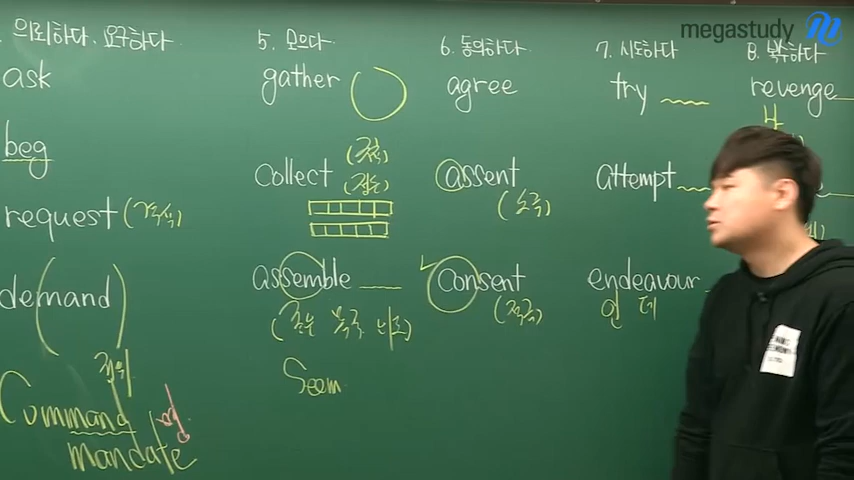 megastudy
의뢰하다. 요구하다
ask
beg
request (격식)
demand
Command
mandate
5. 모으다
gather
collect
assemble
Seem
6. 동의하다
agree
assent
consent
7. 시도하다
try
attempt
endeavour
8. 복수하다
revenge